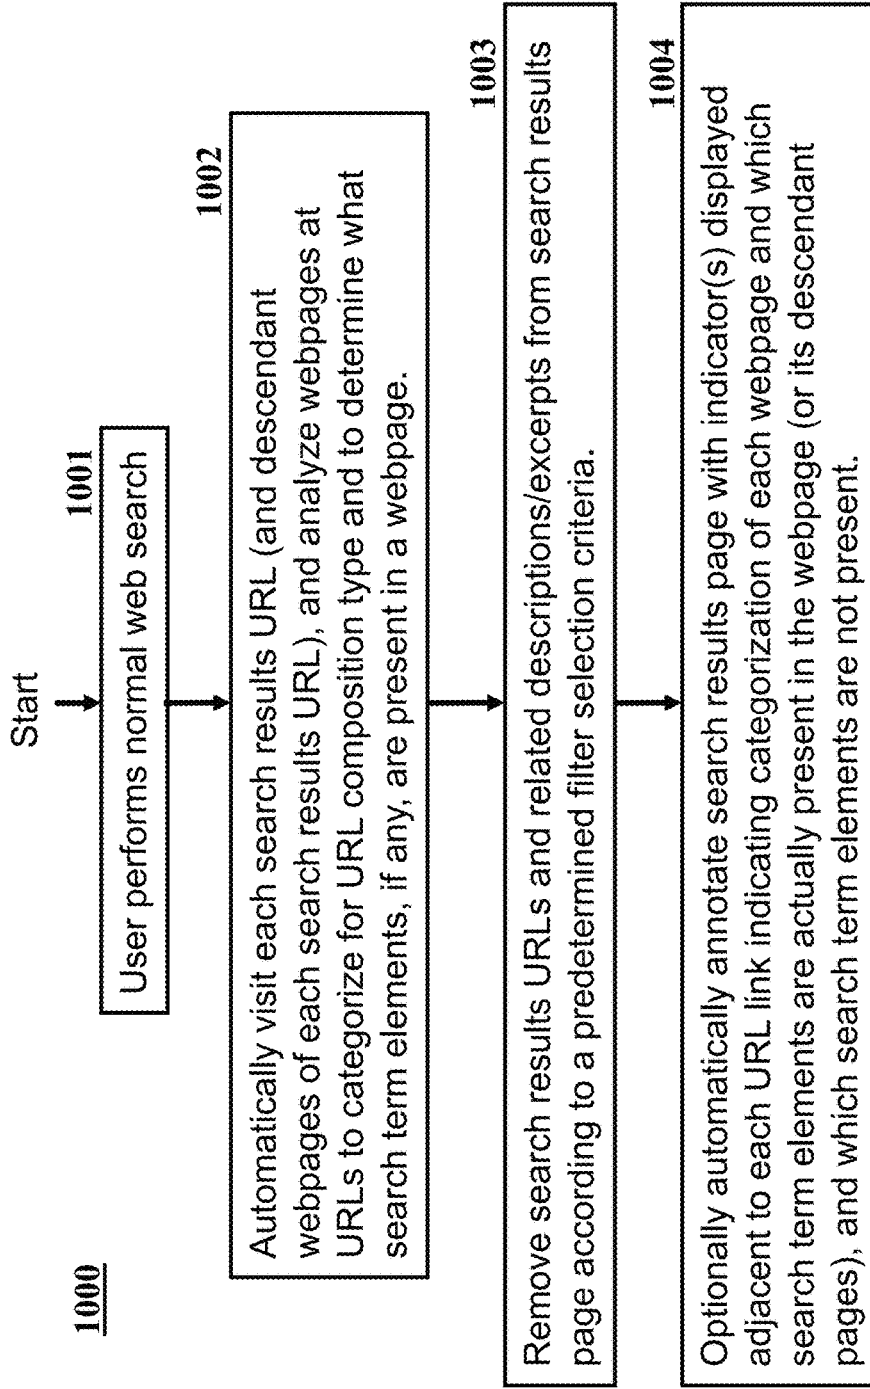 1000
Start
1001
User performs normal web search
1002
Automatically visit each search results URL (and descendant
webpages of each search results URL), and analyze webpages at
URLs to categorize for URL composition type and to determine what
search term elements, if any, are present in a webpage.
1003
Remove search results URLs and related descriptions/excerpts from search results
page according to a predetermined filter selection criteria.
1004
Optionally automatically annotate search results page with indicator(s) displayed
adjacent to each URL link indicating categorization of each webpage and which
search term elements are actually present in the webpage (or its descendant
pages), and which search term elements are not present.